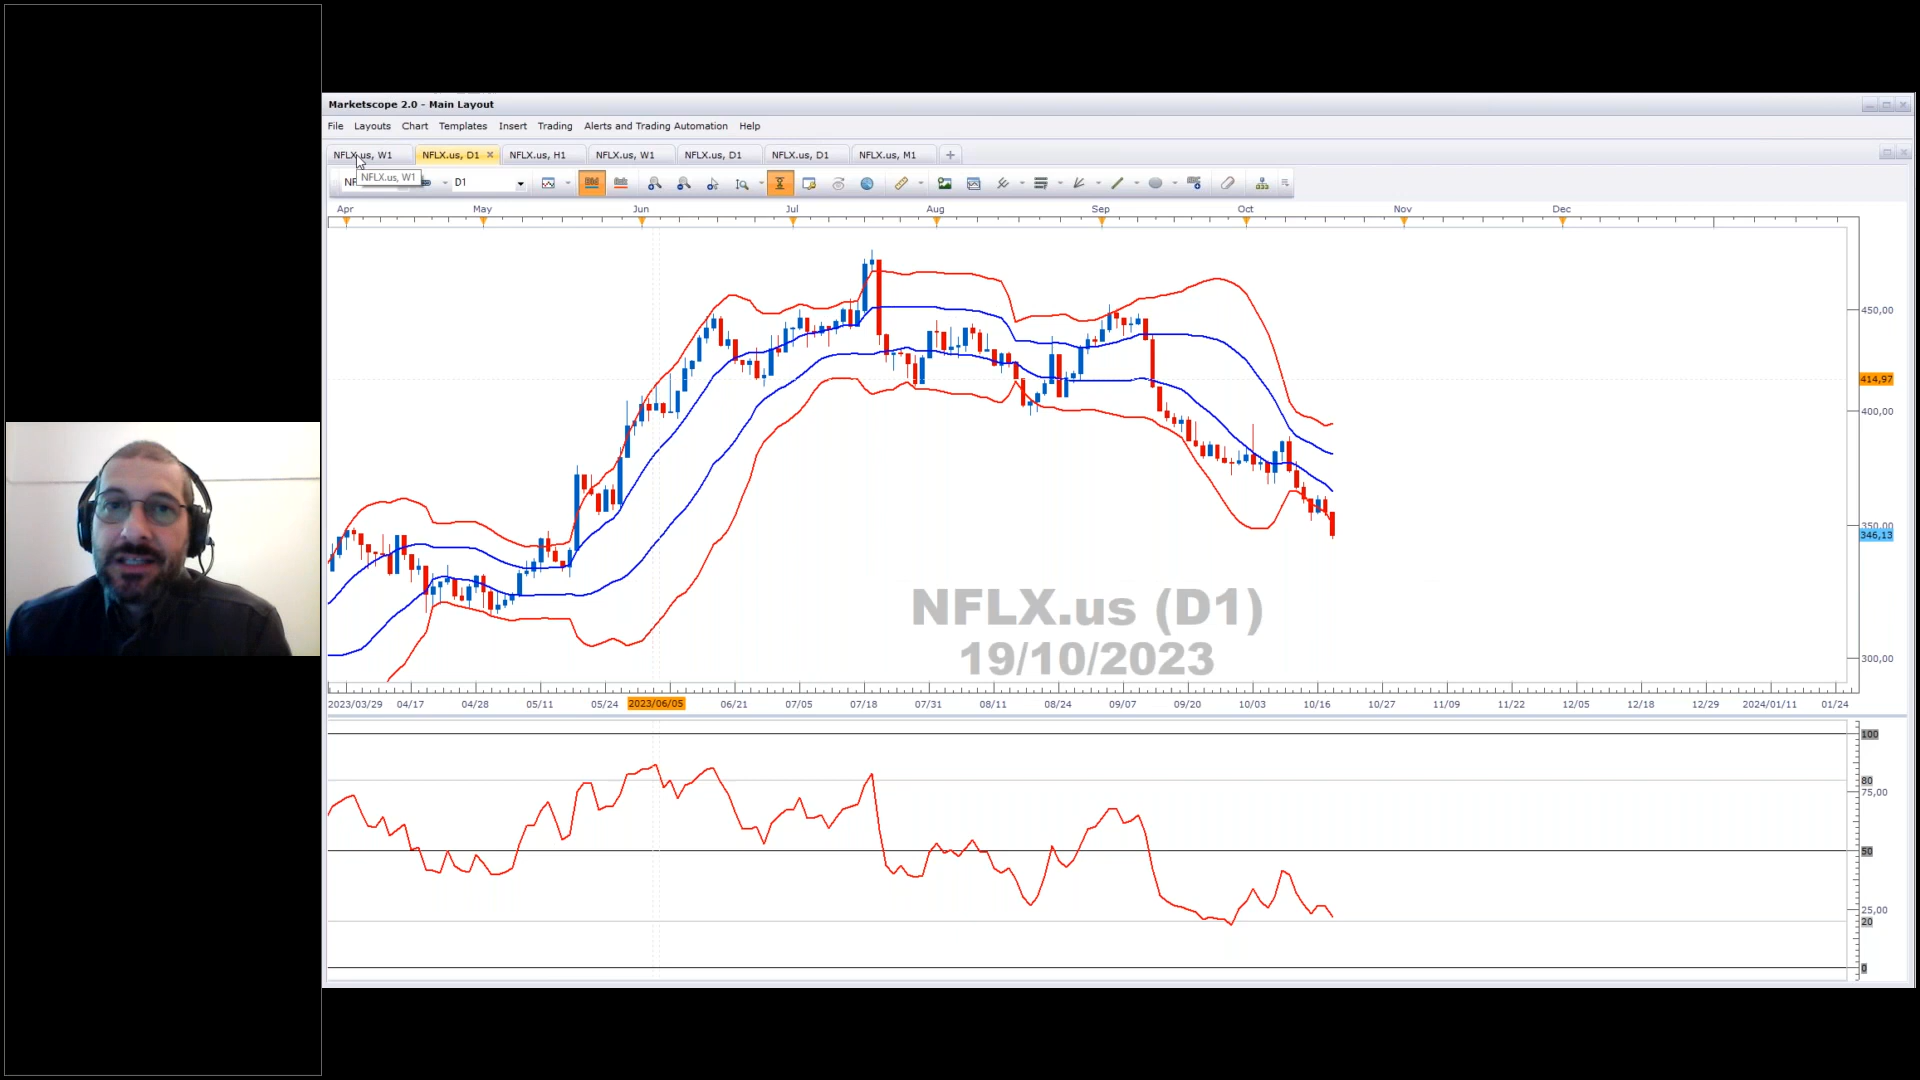 Marketscope 2.0 - Main Layout
File Layouts Chart Templates Insert Trading Alerts and Trading Automation Help
NFLX.us, W1 NFLX.us, D1 NFLX.us, H1 NFLX.us, W1 NFLX.us, D1 NFLX.us, D1 NFLX.us, M1
NF NFLX.us, W1 D1
Apr May Jun Jul Aug Sep Oct Nov Dec
450,00
414,97
400,00
350,00
346,13
300,00
NFLX.us (D1)
19/10/2023
2023/03/29 04/17 04/28 05/11 05/24 2023/06/05 06/21 07/05 07/18 07/31 08/11 08/24 09/07 09/20 10/03 10/16 10/27 11/09 11/22 12/05 12/18 12/29 2024/01/11 01/24
100
80
75,00
50
25,00
20
0